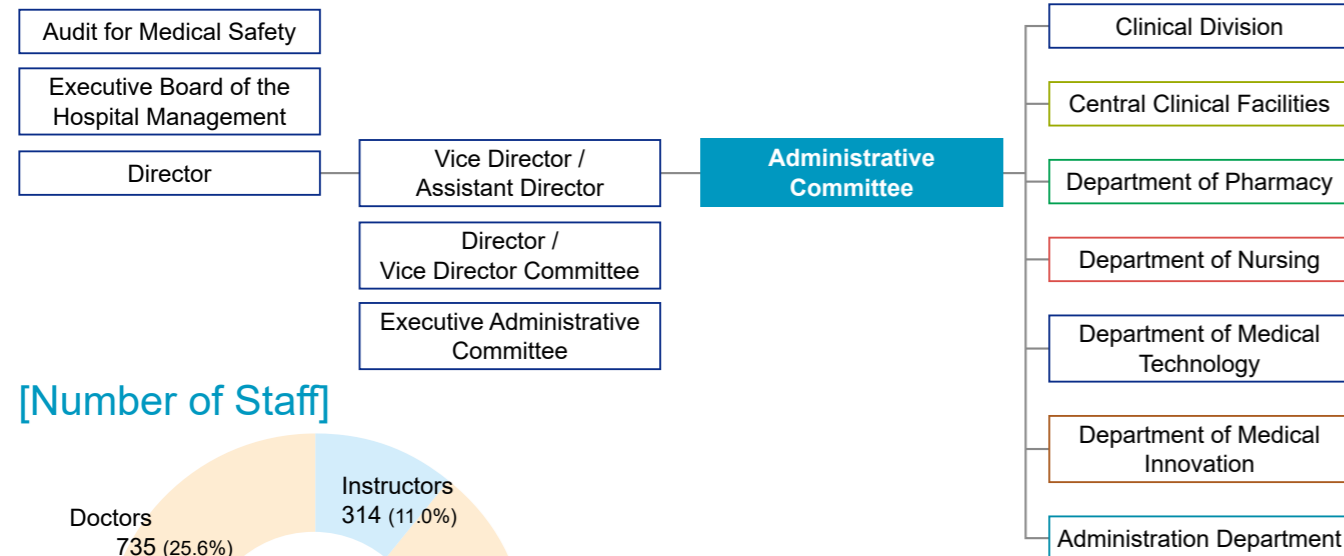 Audit for Medical Safety
Executive Board of the
Hospital Management
Director
Vice Director /
Assistant Director
Director /
Vice Director Committee
Executive Administrative
Committee
Administrative
Committee
Clinical Division
Central Clinical Facilities
Department of Pharmacy
Department of Nursing
Department of Medical
Technology
Department of Medical
Innovation
Administration Department
[Number of Staff]
Instructors
314 (11.0%)
Doctors
735 (25.6%)